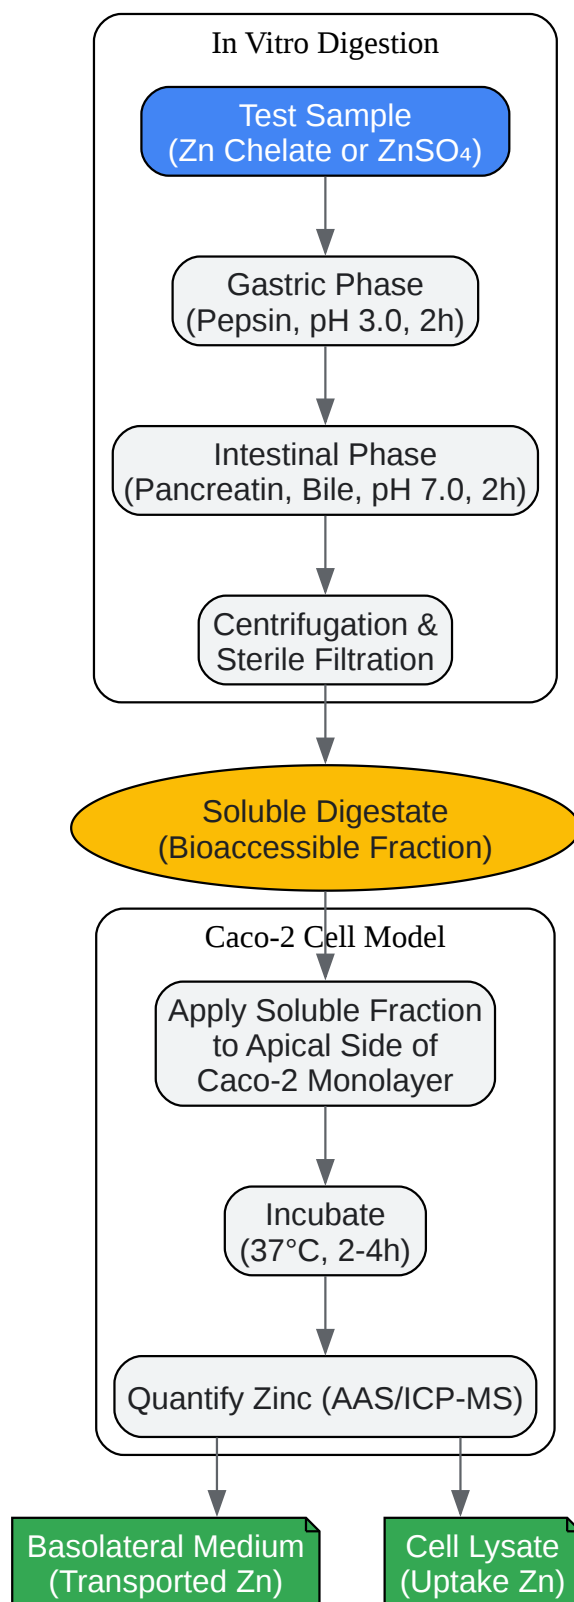 In Vitro Digestion
Test Sample
(Zn Chelate or ZnSO₄)
Gastric Phase
(Pepsin, pH 3.0, 2h)
Intestinal Phase
(Pancreatin, Bile, pH 7.0, 2h)
Centrifugation &
Sterile Filtration
Soluble Digestate
(Bioaccessible Fraction)
Caco-2 Cell Model
Apply Soluble Fraction
to Apical Side of
Caco-2 Monolayer
Incubate
(37°C, 2-4h)
Quantify Zinc (AAS/ICP-MS)
Basolateral Medium
(Transported Zn)
Cell Lysate
(Uptake Zn)